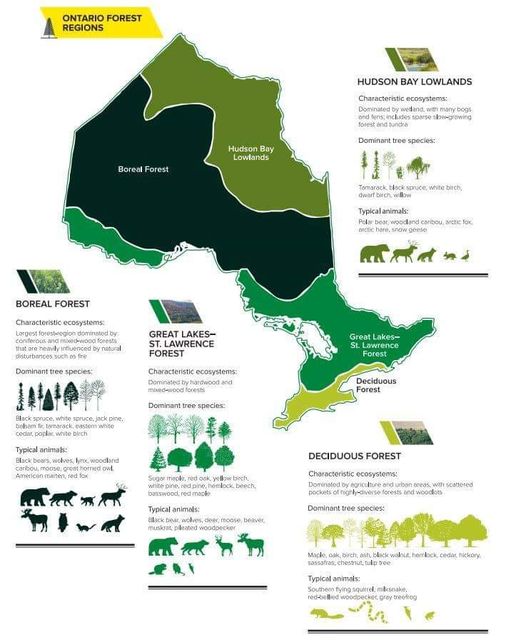 ONTARIO FOREST
REGIONS
HUDSON BAY LOWLANDS
Characteristic ecosystems:
Dominated by wetland, with many bogs
and fens; includes sparse slow-growing
forest and tundra
Dominant tree species:
Tamarack, black spruce, white birch,
dwarf birch, willow
Typical animals:
Polar bear, woodland caribou, arctic fox,
arctic hare, snow geese
Hudson Bay
Lowlands
Boreal Forest
Great Lakes–
St. Lawrence
Forest
Deciduous
Forest
BOREAL FOREST
Characteristic ecosystems:
Largest forest-region dominated by
coniferous and mixed-wood forests
that are heavily influenced by natural
disturbances such as fire
Dominant tree species:
Black spruce, white spruce, jack pine,
balsam fir, tamarack, eastern white
cedar, poplar, white birch
Typical animals:
Black bears, wolves, lynx, woodland
caribou, moose, great horned owl,
American marten, red fox
GREAT LAKES–
ST. LAWRENCE
FOREST
Characteristic ecosystems:
Dominated by hardwood and
mixed-wood forests
Dominant tree species:
Sugar maple, red oak, yellow birch,
white pine, red pine, hemlock, beech,
basswood, red maple
Typical animals:
Black bear, wolves, deer, moose, beaver,
muskrat, pileated woodpecker
DECIDUOUS FOREST
Characteristic ecosystems:
Dominated by agriculture and urban areas, with scattered
pockets of highly-diverse forests and woodlots
Dominant tree species:
Maple, oak, birch, ash, black walnut, hemlock, cedar, hickory,
sassafras, chestnut, tulip tree
Typical animals:
Southern flying squirrel, milksnake,
red-bellied woodpecker, gray treefrog